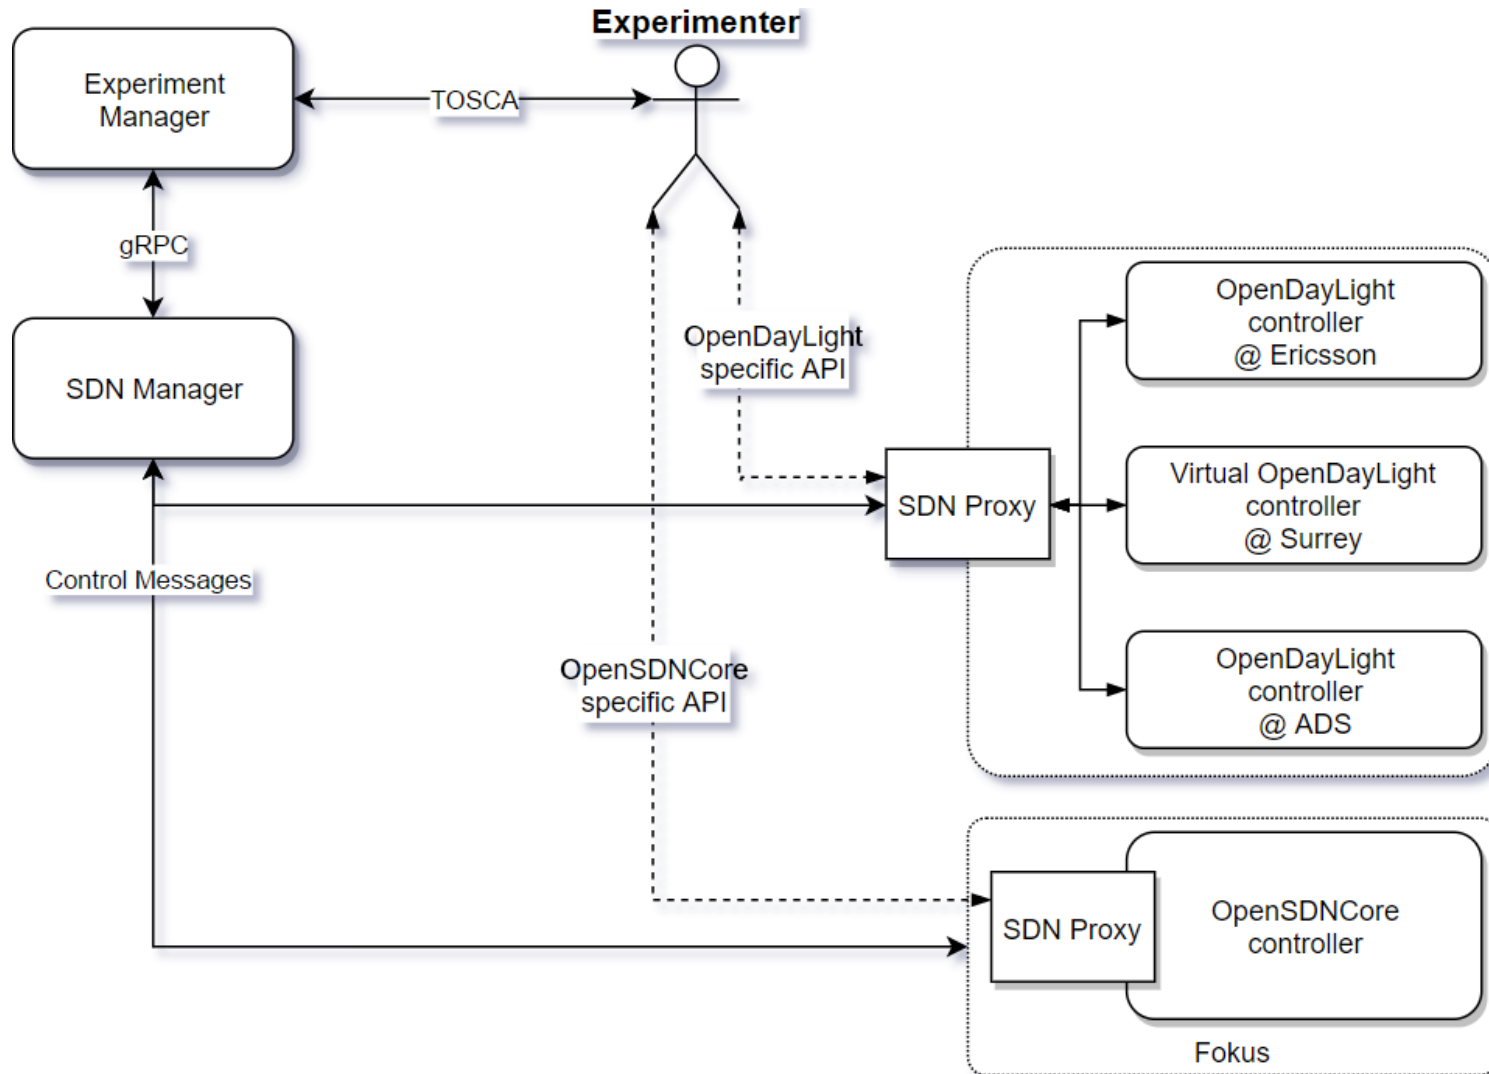 Experimenter
Experiment
Manager
TOSCA
gRPC
SDN Manager
OpenDayLight
specific API
OpenDayLight
controller
@ Ericsson
SDN Proxy
Virtual OpenDayLight
controller
@ Surrey
Control Messages
OpenSDNCore
specific API
OpenDayLight
controller
@ ADS
SDN Proxy
OpenSDNCore
controller
Fokus